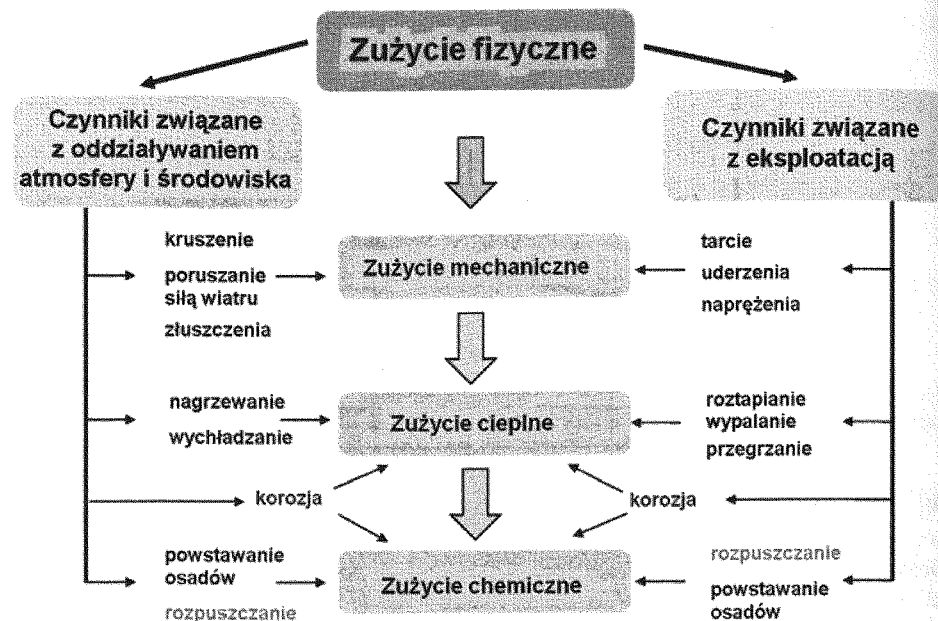 Zużycie fizyczne
Czynniki związane
z oddziaływaniem
atmosfery i środowiska
Czynniki związane
z eksploatacją
kruszenie
poruszanie
siłą wiatru
złuszczenia
Zużycie mechaniczne
tarcie
uderzenia
naprężenia
nagrzewanie
wychładzanie
Zużycie cieplne
roztapianie
wypalanie
przegrzanie
korozja
korozja
powstawanie
osadów
rozpuszczanie
Zużycie chemiczne
rozpuszczanie
powstawanie
osadów